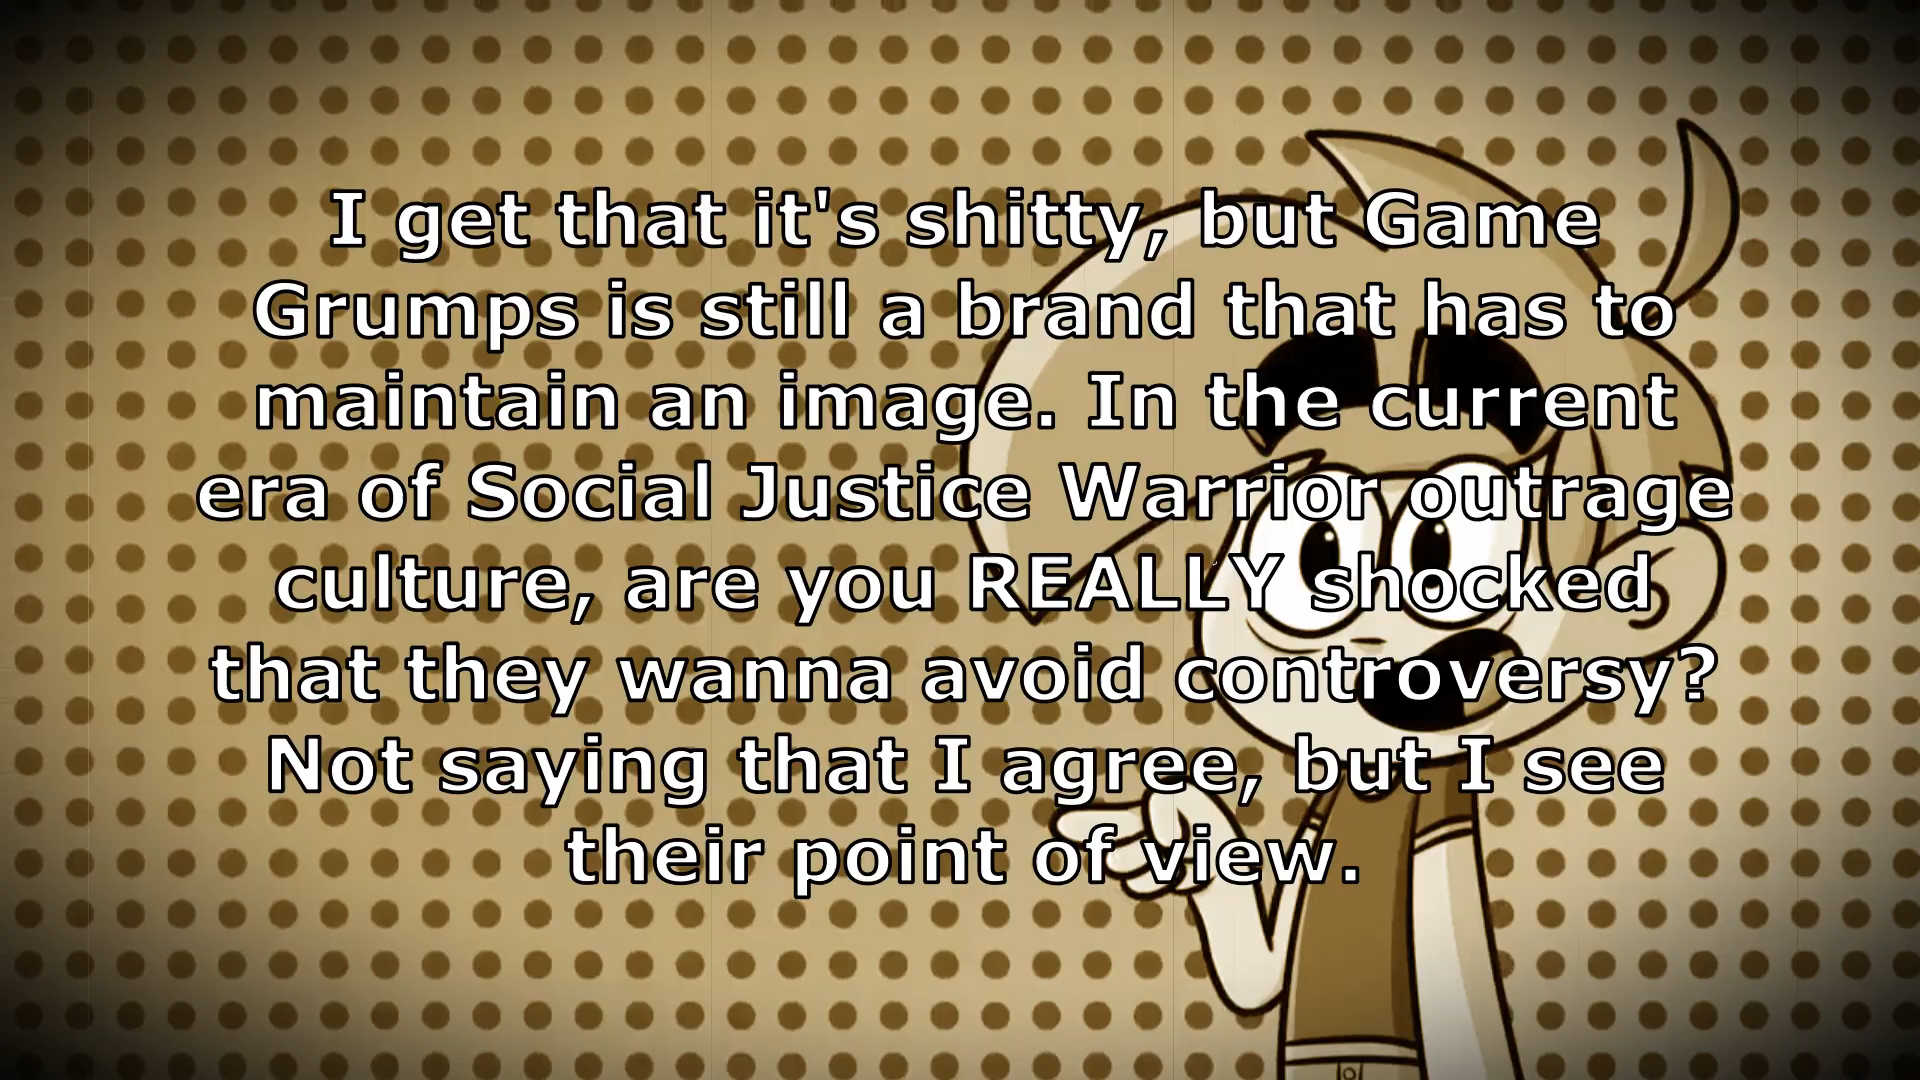 I get that it's shitty, but Game
Grumps is still a brand that has to
maintain an image. In the current
era of Social Justice Warrior outrage
culture, are you REALLY shocked
that they wanna avoid controversy?
Not saying that I agree, but I see
their point of view.